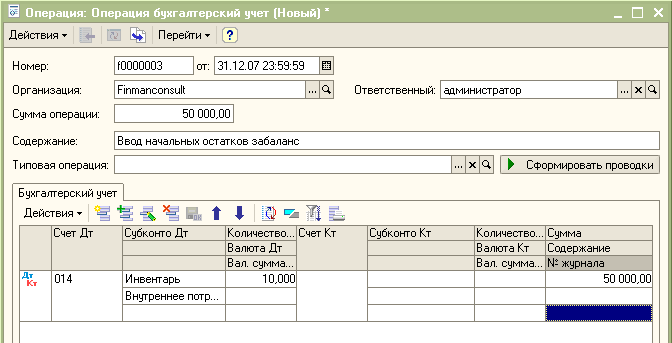 Операция: Операция бухгалтерский учет (Новый) *
Действия Перейти ?
Номер: f0000003 от: 31.12.07 23:59:59
Организация: Finmanconsult ... Ответственный: администратор ... x
Сумма операции: 50 000,00
Содержание: Ввод начальных остатков забаланс
Типовая операция: ... x Сформировать проводки
Бухгалтерский учет
Действия
Счет Дт Субконто Дт Количество... Счет Кт Субконто Кт Количество... Сумма
Валюта Дт Валюта Кт Содержание
Вал. сумма... Вал. сумма... № журнала
Дт Кт 014 Инвентарь 10,000 50 000,00
Внутреннее потр...